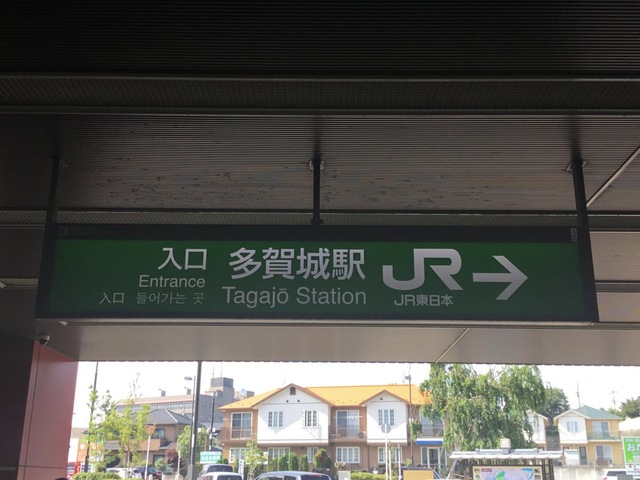 入口 多賀城駅 JR →
Entrance Tagajō Station JR東日本
入口 들어가는 곳